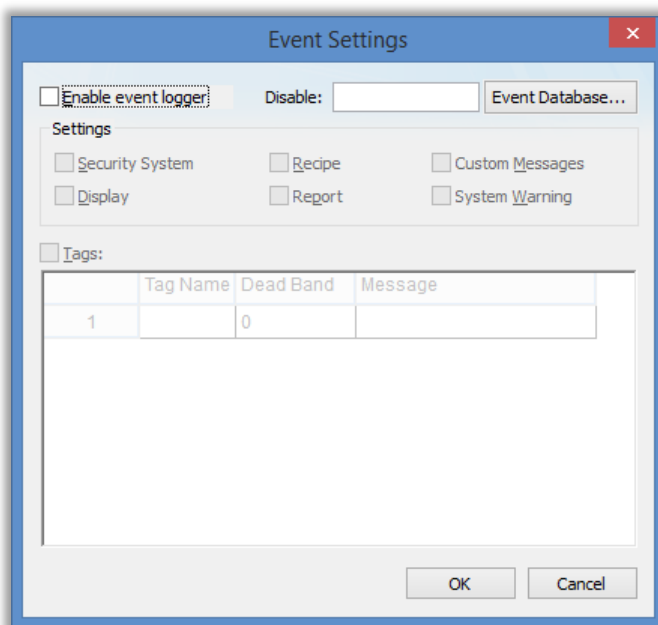 Event Settings
Enable event logger Disable: Event Database...
Settings
Security System Recipe Custom Messages
Display Report System Warning
Tags:
Tag Name Dead Band Message
1 0
OK Cancel